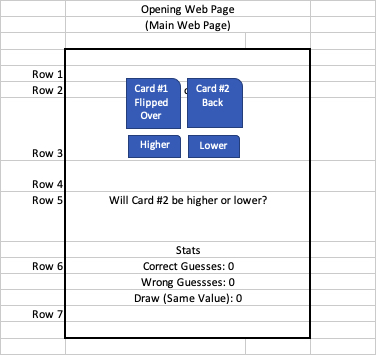 Opening Web Page
(Main Web Page)
Row 1
Row 2
Card #1
Flipped
Over
Card #2
Back
Row 3
Higher
Lower
Row 4
Row 5
Will Card #2 be higher or lower?
Stats
Row 6
Correct Guesses: 0
Wrong Guessses: 0
Draw (Same Value): 0
Row 7